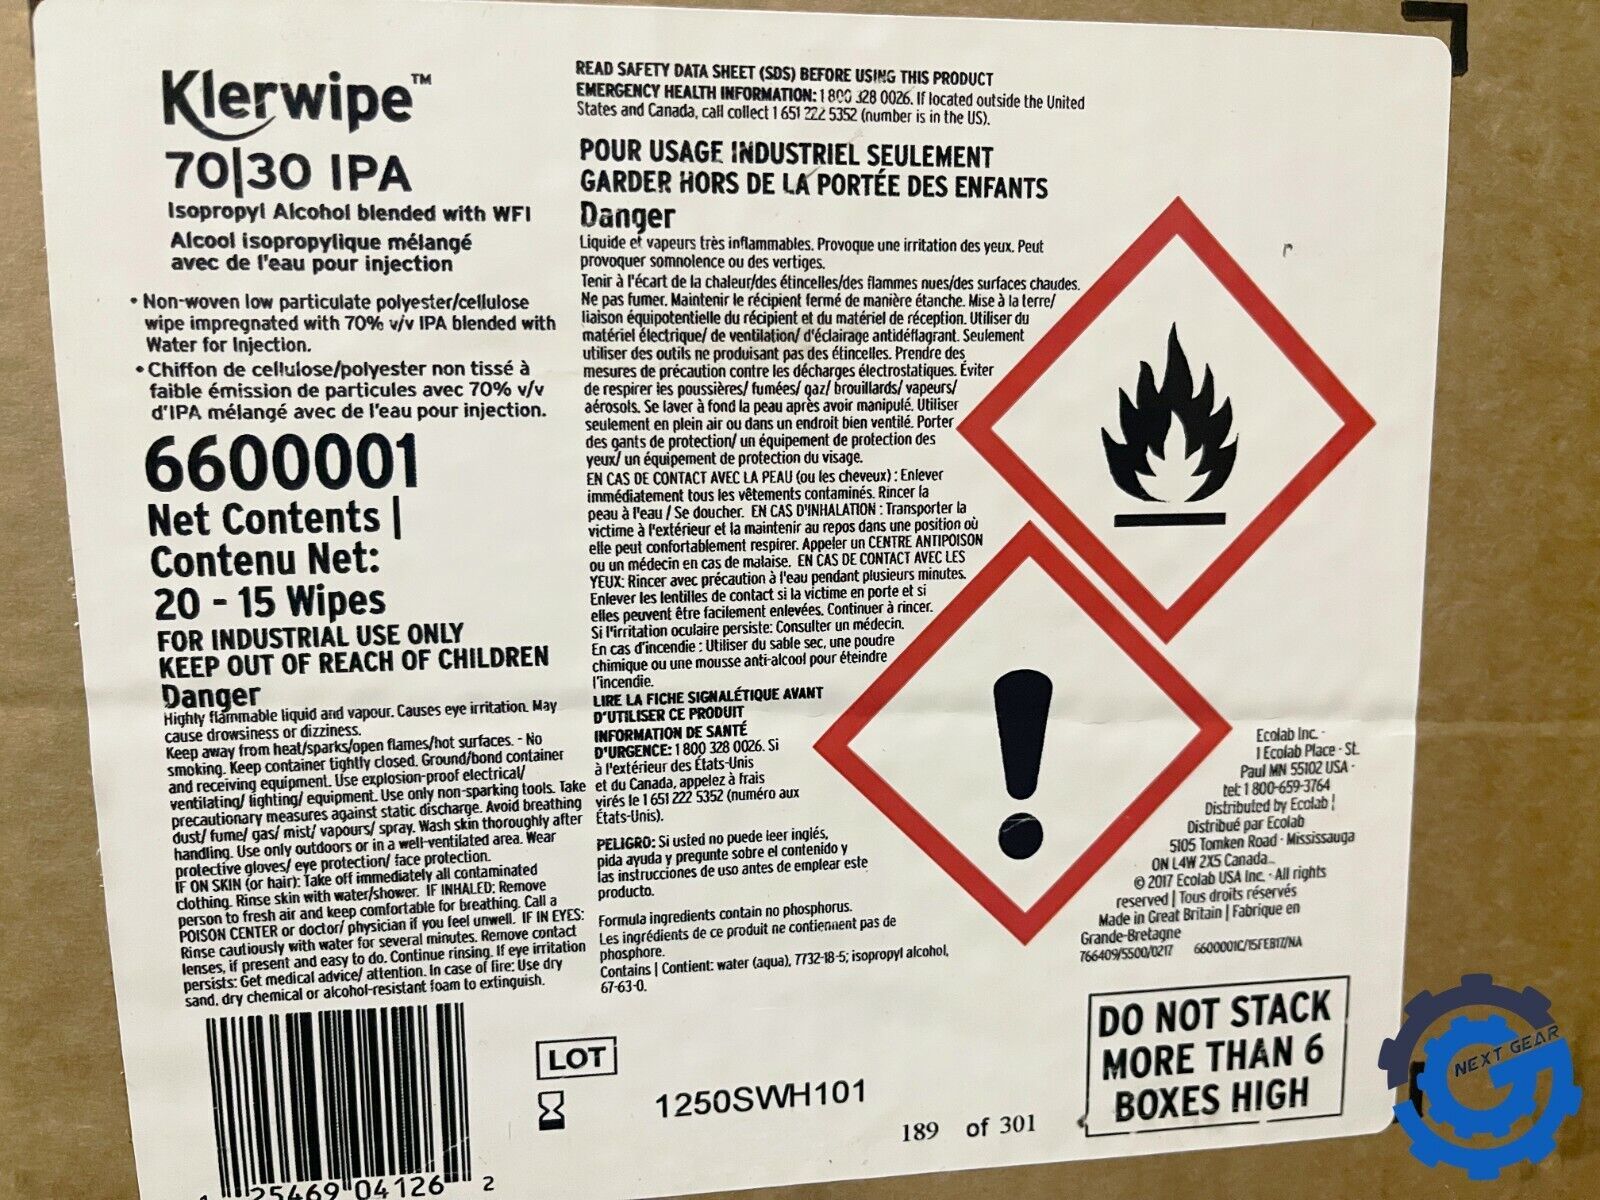 Klerwipe™
70|30 IPA
Isopropyl Alcohol blended with WFI
Alcool isopropylique mélangé
avec de l'eau pour injection
• Non-woven low particulate polyester/cellulose
wipe impregnated with 70% v/v IPA blended with
Water for Injection.
• Chiffon de cellulose/polyester non tissé à
faible émission de particules avec 70% v/v
d'IPA mélangé avec de l'eau pour injection.
6600001
Net Contents |
Contenu Net:
20 - 15 Wipes
FOR INDUSTRIAL USE ONLY
KEEP OUT OF REACH OF CHILDREN
Danger
Highly flammable liquid and vapour. Causes eye irritation. May
cause drowsiness or dizziness.
Keep away from heat/sparks/open flames/hot surfaces. - No
smoking. Keep container tightly closed. Ground/bond container
and receiving equipment. Use explosion-proof electrical/
ventilating/ lighting/ equipment. Use only non-sparking tools. Take
precautionary measures against static discharge. Avoid breathing
dust/ fume/ gas/ mist/ vapours/ spray. Wash skin thoroughly after
handling. Use only outdoors or in a well-ventilated area. Wear
protective gloves/ eye protection/ face protection.
IF ON SKIN (or hair): Take off immediately all contaminated
clothing. Rinse skin with water/shower. IF INHALED: Remove
person to fresh air and keep comfortable for breathing. Call a
POISON CENTER or doctor/ physician if you feel unwell. IF IN EYES:
Rinse cautiously with water for several minutes. Remove contact
lenses, if present and easy to do. Continue rinsing. If eye irritation
persists: Get medical advice/ attention. In case of fire: Use dry
sand, dry chemical or alcohol-resistant foam to extinguish.
25469 04126 2
READ SAFETY DATA SHEET (SDS) BEFORE USING THIS PRODUCT
EMERGENCY HEALTH INFORMATION: 1 800 328 0026. If located outside the United
States and Canada, call collect 1 651 222 5352 (number is in the US).
POUR USAGE INDUSTRIEL SEULEMENT
GARDER HORS DE LA PORTÉE DES ENFANTS
Danger
Liquide et vapeurs très inflammables. Provoque une irritation des yeux. Peut
provoquer somnolence ou des vertiges.
Tenir à l'écart de la chaleur/des étincelles/des flammes nues/des surfaces chaudes.
Ne pas fumer. Maintenir le récipient fermé de manière étanche. Mise à la terre/
liaison équipotentielle du récipient et du matériel de réception. Utiliser du
matériel électrique/ de ventilation/ d'éclairage antidéflagrant. Seulement
utiliser des outils ne produisant pas des étincelles. Prendre des
mesures de précaution contre les décharges électrostatiques. Éviter
de respirer les poussières/ fumées/ gaz/ brouillards/ vapeurs/
aérosols. Se laver à fond la peau après avoir manipulé. Utiliser
seulement en plein air ou dans un endroit bien ventilé. Porter
des gants de protection/ un équipement de protection des
yeux/ un équipement de protection du visage.
EN CAS DE CONTACT AVEC LA PEAU (ou les cheveux) : Enlever
immédiatement tous les vêtements contaminés. Rincer la
peau à l'eau / Se doucher. EN CAS D'INHALATION : Transporter la
victime à l'extérieur et la maintenir au repos dans une position où
elle peut confortablement respirer. Appeler un CENTRE ANTIPOISON
ou un médecin en cas de malaise. EN CAS DE CONTACT AVEC LES
YEUX: Rincer avec précaution à l'eau pendant plusieurs minutes.
Enlever les lentilles de contact si la victime en porte et si
elles peuvent être facilement enlevées. Continuer à rincer.
Si l'irritation oculaire persiste: Consulter un médecin.
En cas d'incendie : Utiliser du sable sec, une poudre
chimique ou une mousse anti-alcool pour éteindre
l'incendie.
LIRE LA FICHE SIGNALÉTIQUE AVANT
D'UTILISER CE PRODUIT
INFORMATION DE SANTÉ
D'URGENCE: 1 800 328 0026. Si
à l'extérieur des États-Unis
et du Canada, appelez à frais
virés le 1 651 222 5352 (numéro aux
États-Unis).
PELIGRO: Si usted no puede leer inglés,
pida ayuda y pregunte sobre el contenido y
las instrucciones de uso antes de emplear este
producto.
Formula ingredients contain no phosphorus.
Les ingrédients de ce produit ne contiennent pas de
phosphore.
Contains | Contient: water (aqua), 7732-18-5; isopropyl alcohol,
67-63-0.
LOT
1250SWH101
189 of 301
Ecolab Inc. -
1 Ecolab Place - St.
Paul MN 55102 USA -
tel: 1 800-659-3764
Distributed by Ecolab |
Distribué par Ecolab
5105 Tomken Road - Mississauga
ON L4W 2X5 Canada...
© 2017 Ecolab USA Inc. - All rights
reserved | Tous droits réservés
Made in Great Britain | Fabrique en
Grande-Bretagne
766409/5500/0217 6600001C/15FEB17/NA
DO NOT STACK
MORE THAN 6
BOXES HIGH
NEXT GEAR